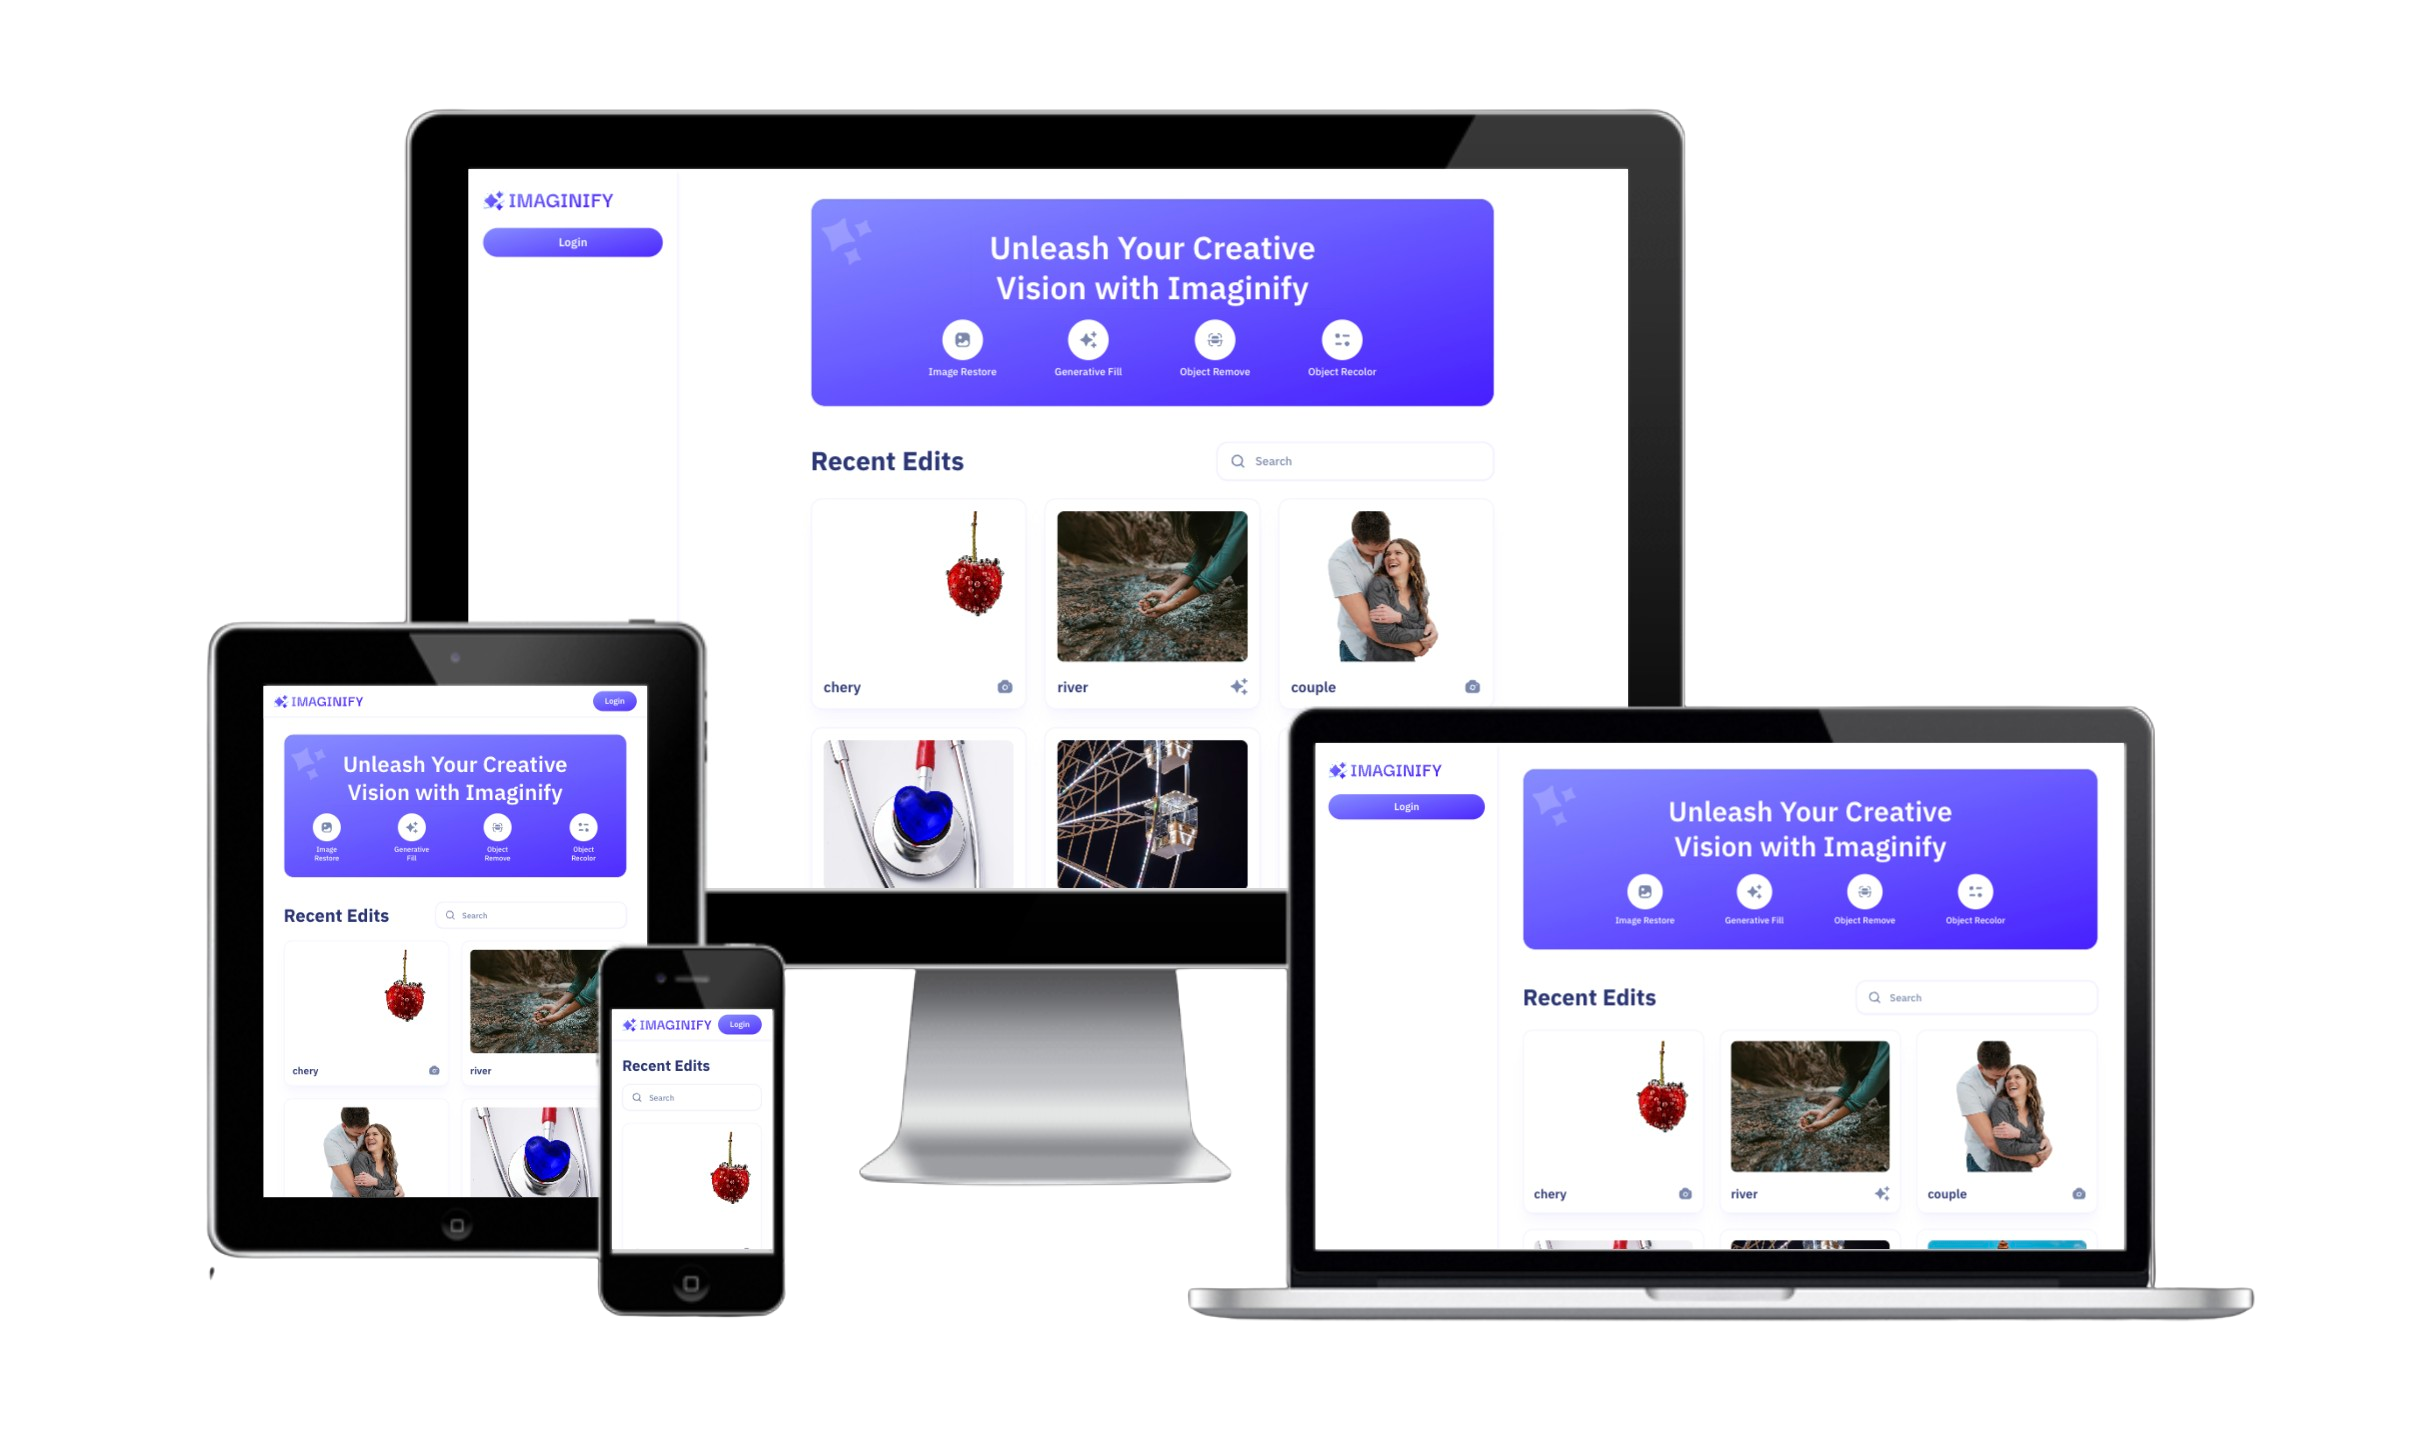 IMAGINIFY
Login
Unleash Your Creative
Vision with Imaginify
Image Restore
Generative Fill
Object Remove
Object Recolor
Recent Edits
Search
chery
river
couple
IMAGINIFY
Login
Unleash Your Creative
Vision with Imaginify
Image
Restore
Generative
Fill
Object
Remove
Object
Recolor
Recent Edits
Search
chery
river
IMAGINIFY
Login
Recent Edits
Search
IMAGINIFY
Login
Unleash Your Creative
Vision with Imaginify
Image Restore
Generative Fill
Object Remove
Object Recolor
Recent Edits
Search
chery
river
couple